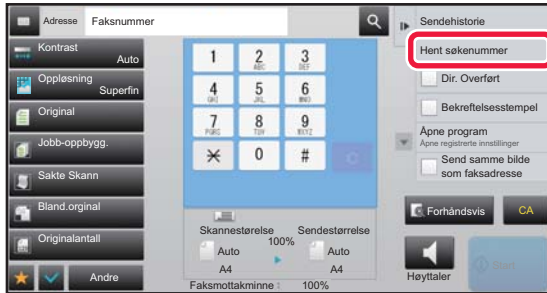 Adresse Faksnummer
Kontrast
Auto
Oppløsning
Superfin
Original
Jobb-oppbygg.
Sakte Skann
Bland.orginal
Originalantall
Andre
1 2 3
ABC DEF
4 5 6
GHI JKL MNO
7 8 9
PQRS TUV WXYZ
0 #
Skannestørelse Sendestørrelse
100%
Auto Auto
A4 A4
Faksmottakminne : 100%
Sendehistorie
Hent søkenummer
Dir. Overført
Bekreftelsesstempel
Åpne program
Åpne registrerte innstillinger
Send samme bilde
som faksadresse
Forhåndsvis CA
Høyttaler
Start